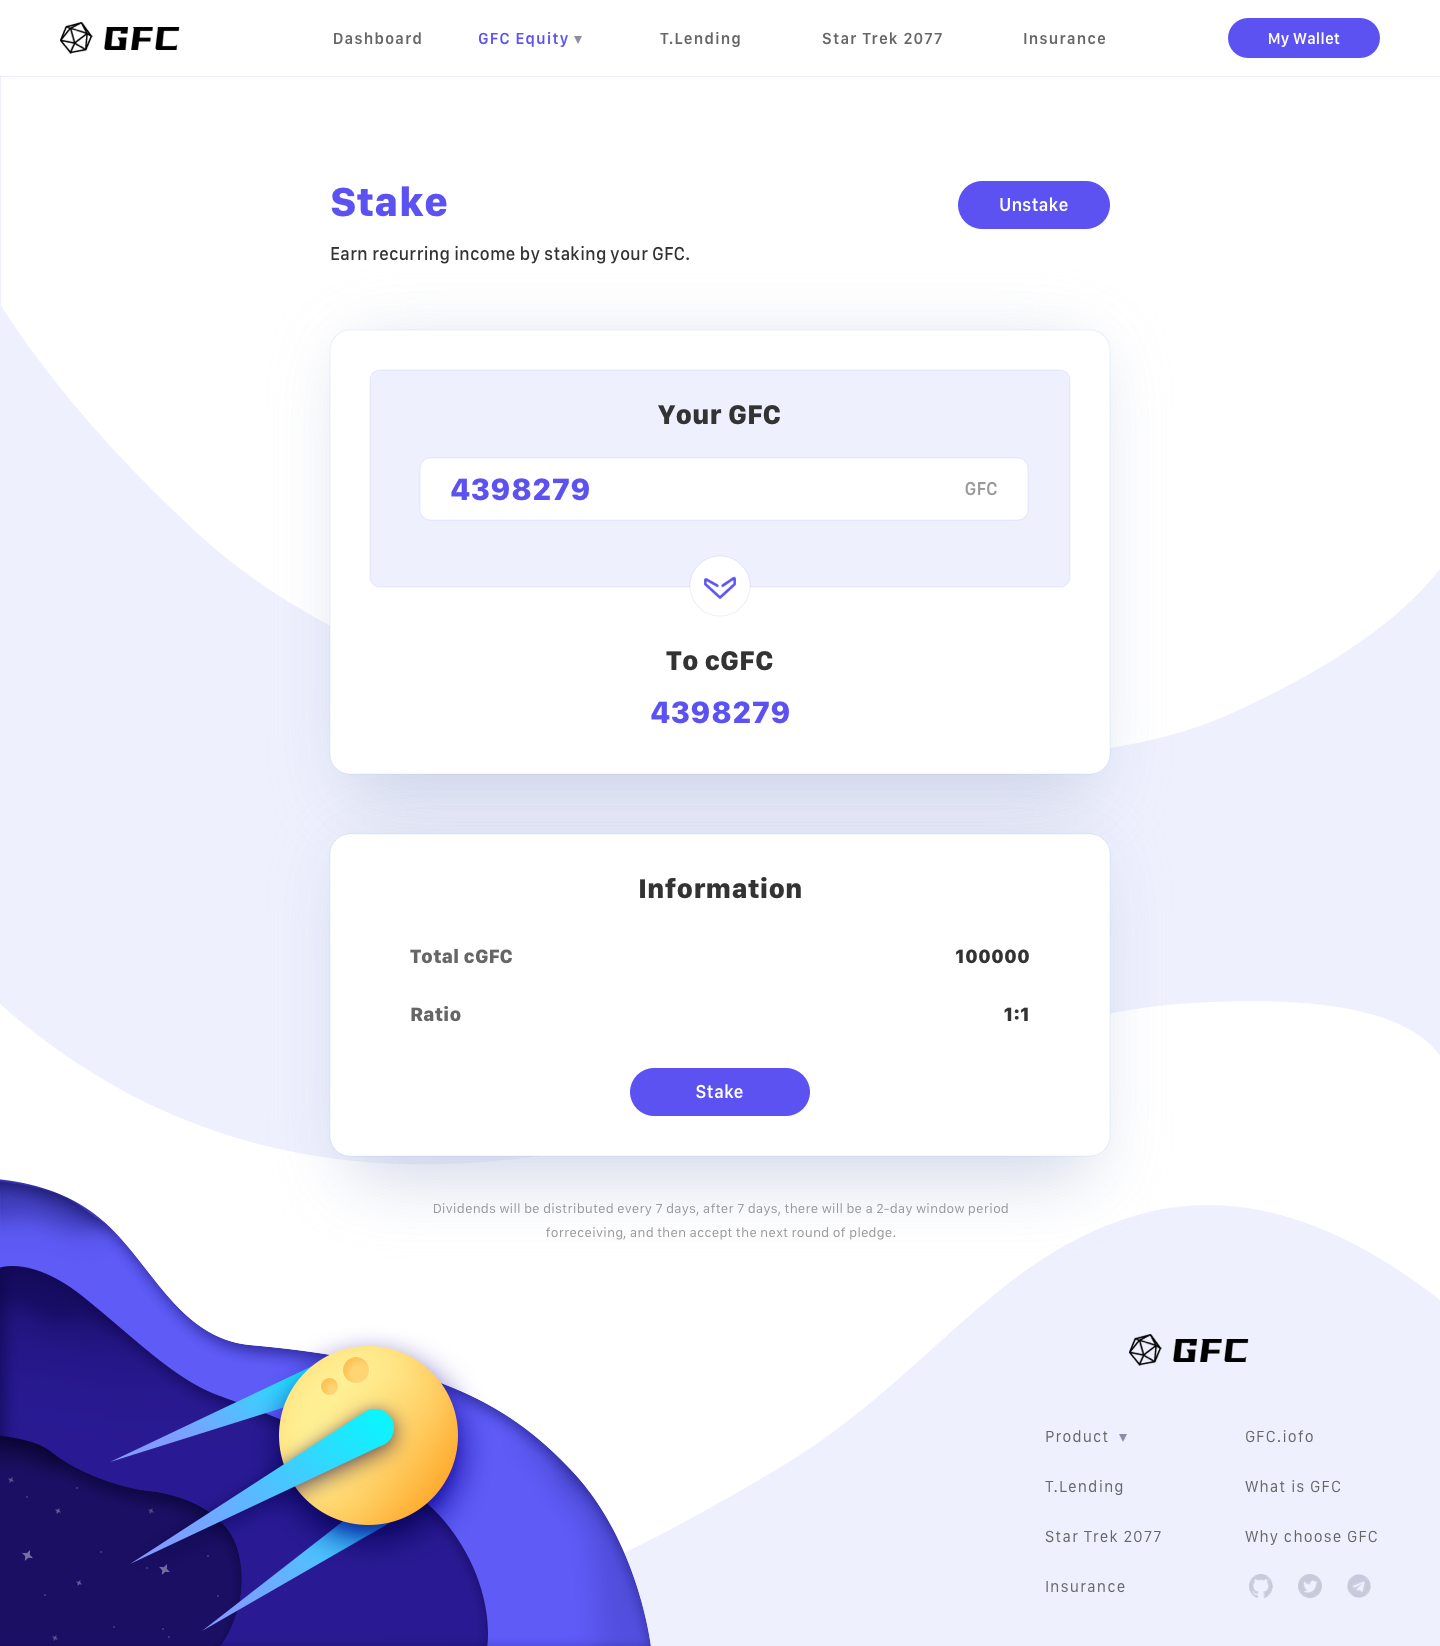 GFC
Dashboard
GFC Equity ▾
T.Lending
Star Trek 2077
Insurance
My Wallet
Stake
Unstake
Earn recurring income by staking your GFC.
Your GFC
4398279
GFC
To cGFC
4398279
Information
Total cGFC
100000
Ratio
1:1
Stake
Dividends will be distributed every 7 days, after 7 days, there will be a 2-day window period
forreceiving, and then accept the next round of pledge.
GFC
Product ▾
GFC.iofo
T.Lending
What is GFC
Star Trek 2077
Why choose GFC
Insurance